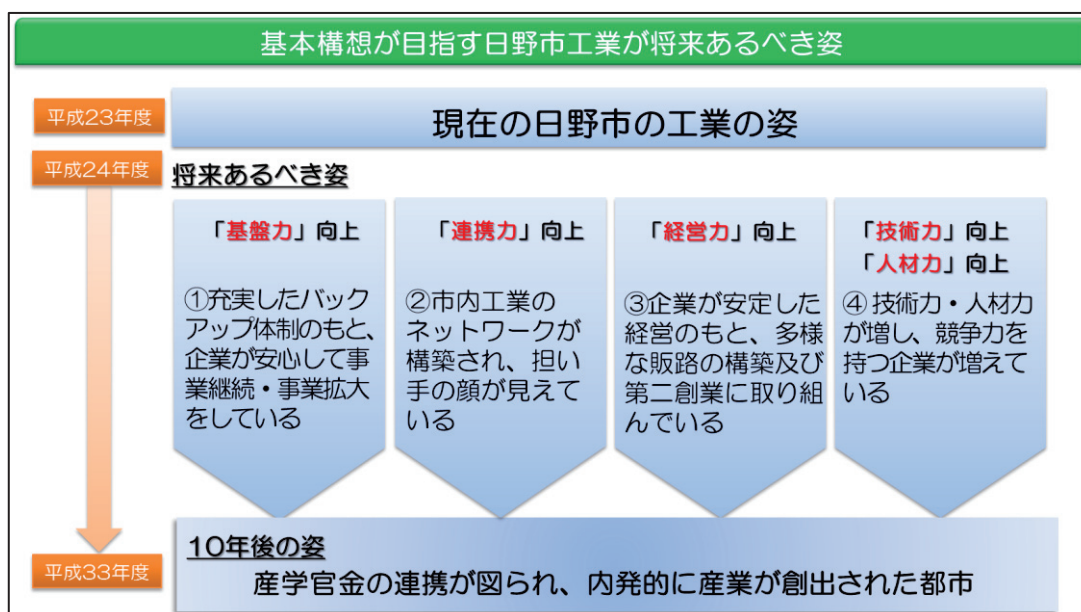 基本構想が目指す日野市工業が将来あるべき姿
平成23年度
現在の日野市の工業の姿
平成24年度
将来あるべき姿
「基盤力」向上
①充実したバック
アップ体制のもと、
企業が安心して事
業継続・事業拡大
をしている
「連携力」向上
②市内工業の
ネットワークが
構築され、担い
手の顔が見えて
いる
「経営力」向上
③企業が安定した
経営のもと、多様
な販路の構築及び
第二創業に取り組
んでいる
「技術力」向上
「人材力」向上
④技術力・人材力
が増し、競争力を
持つ企業が増えて
いる
平成33年度
10年後の姿
産学官金の連携が図られ、内発的に産業が創出された都市